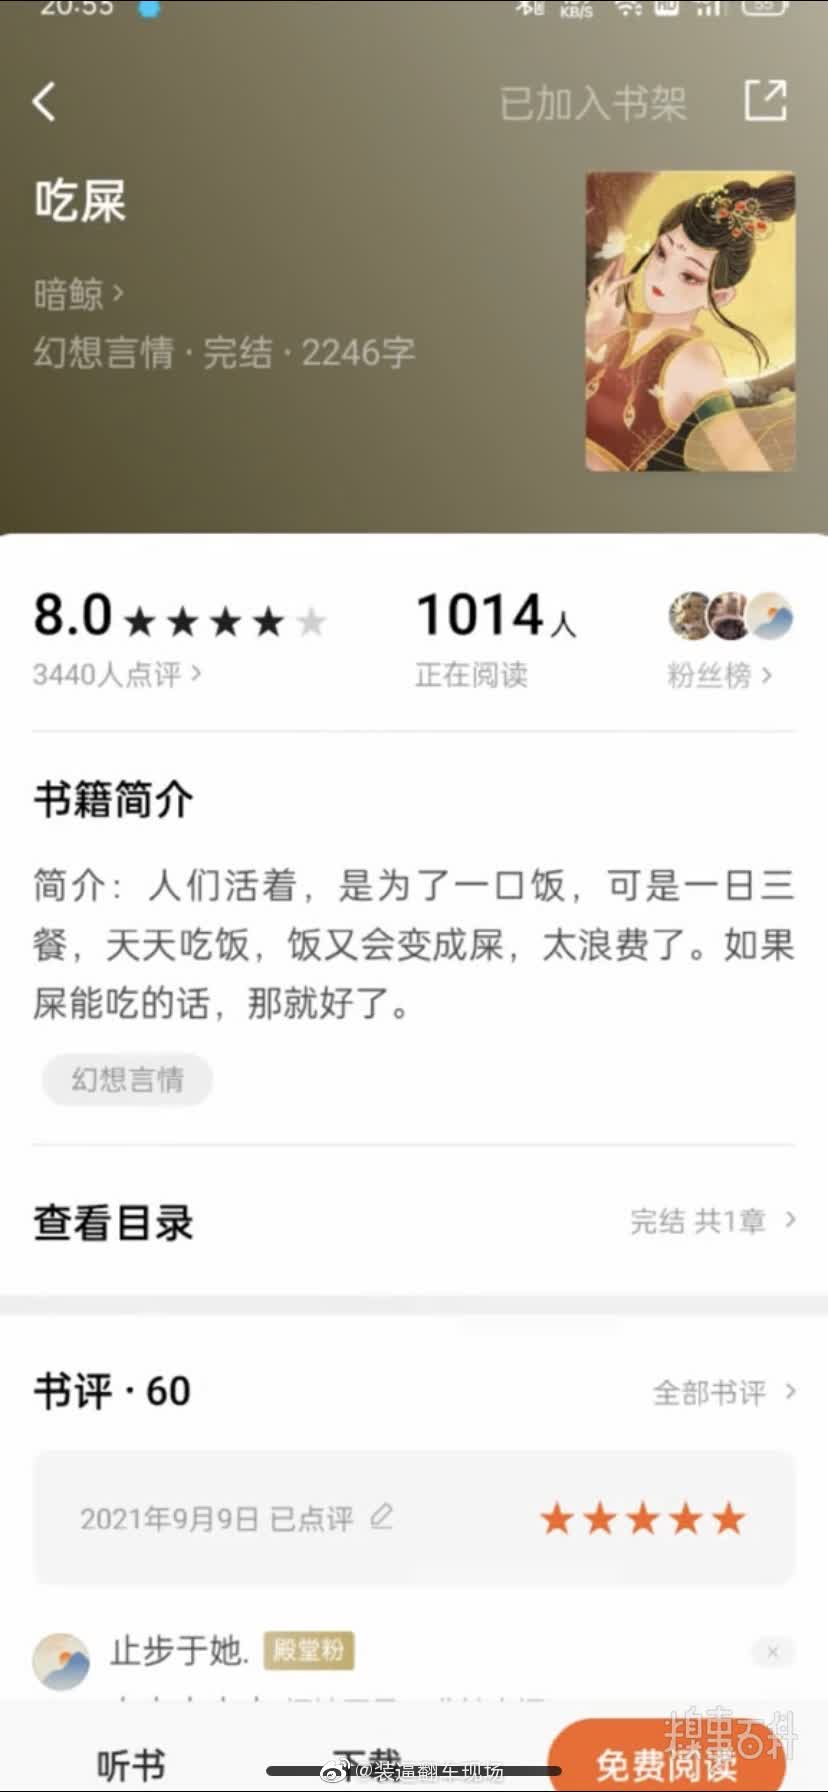 20:55
KB/S
HD
55
已加入书架
吃屎
暗鲸
幻想言情·完结·2246字
8.0
1014人
3440人点评
正在阅读
粉丝榜
书籍简介
简介：人们活着，是为了一口饭，可是一日三
餐，天天吃饭，饭又会变成屎，太浪费了。如果
屎能吃的话，那就好了。
幻想言情
查看目录
完结 共1章
书评·60
全部书评
2021年9月9日 已点评
止步于她.
殿堂粉
听书
下载
免费阅读
@装逼翻车现场
糗事百科